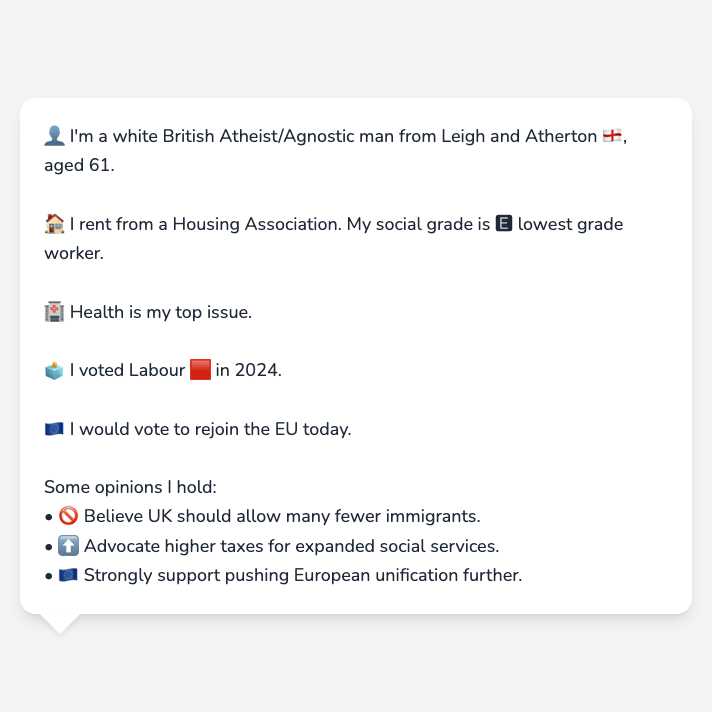 👤 I'm a white British Atheist/Agnostic man from Leigh and Atherton 🏴󠁧󠁢󠁥󠁮󠁧󠁿,
aged 61.
🏠 I rent from a Housing Association. My social grade is 🅴 lowest grade
worker.
🏥 Health is my top issue.
🗳️ I voted Labour 🟥 in 2024.
🇪🇺 I would vote to rejoin the EU today.
Some opinions I hold:
• 🚫 Believe UK should allow many fewer immigrants.
• ⬆️ Advocate higher taxes for expanded social services.
• 🇪🇺 Strongly support pushing European unification further.